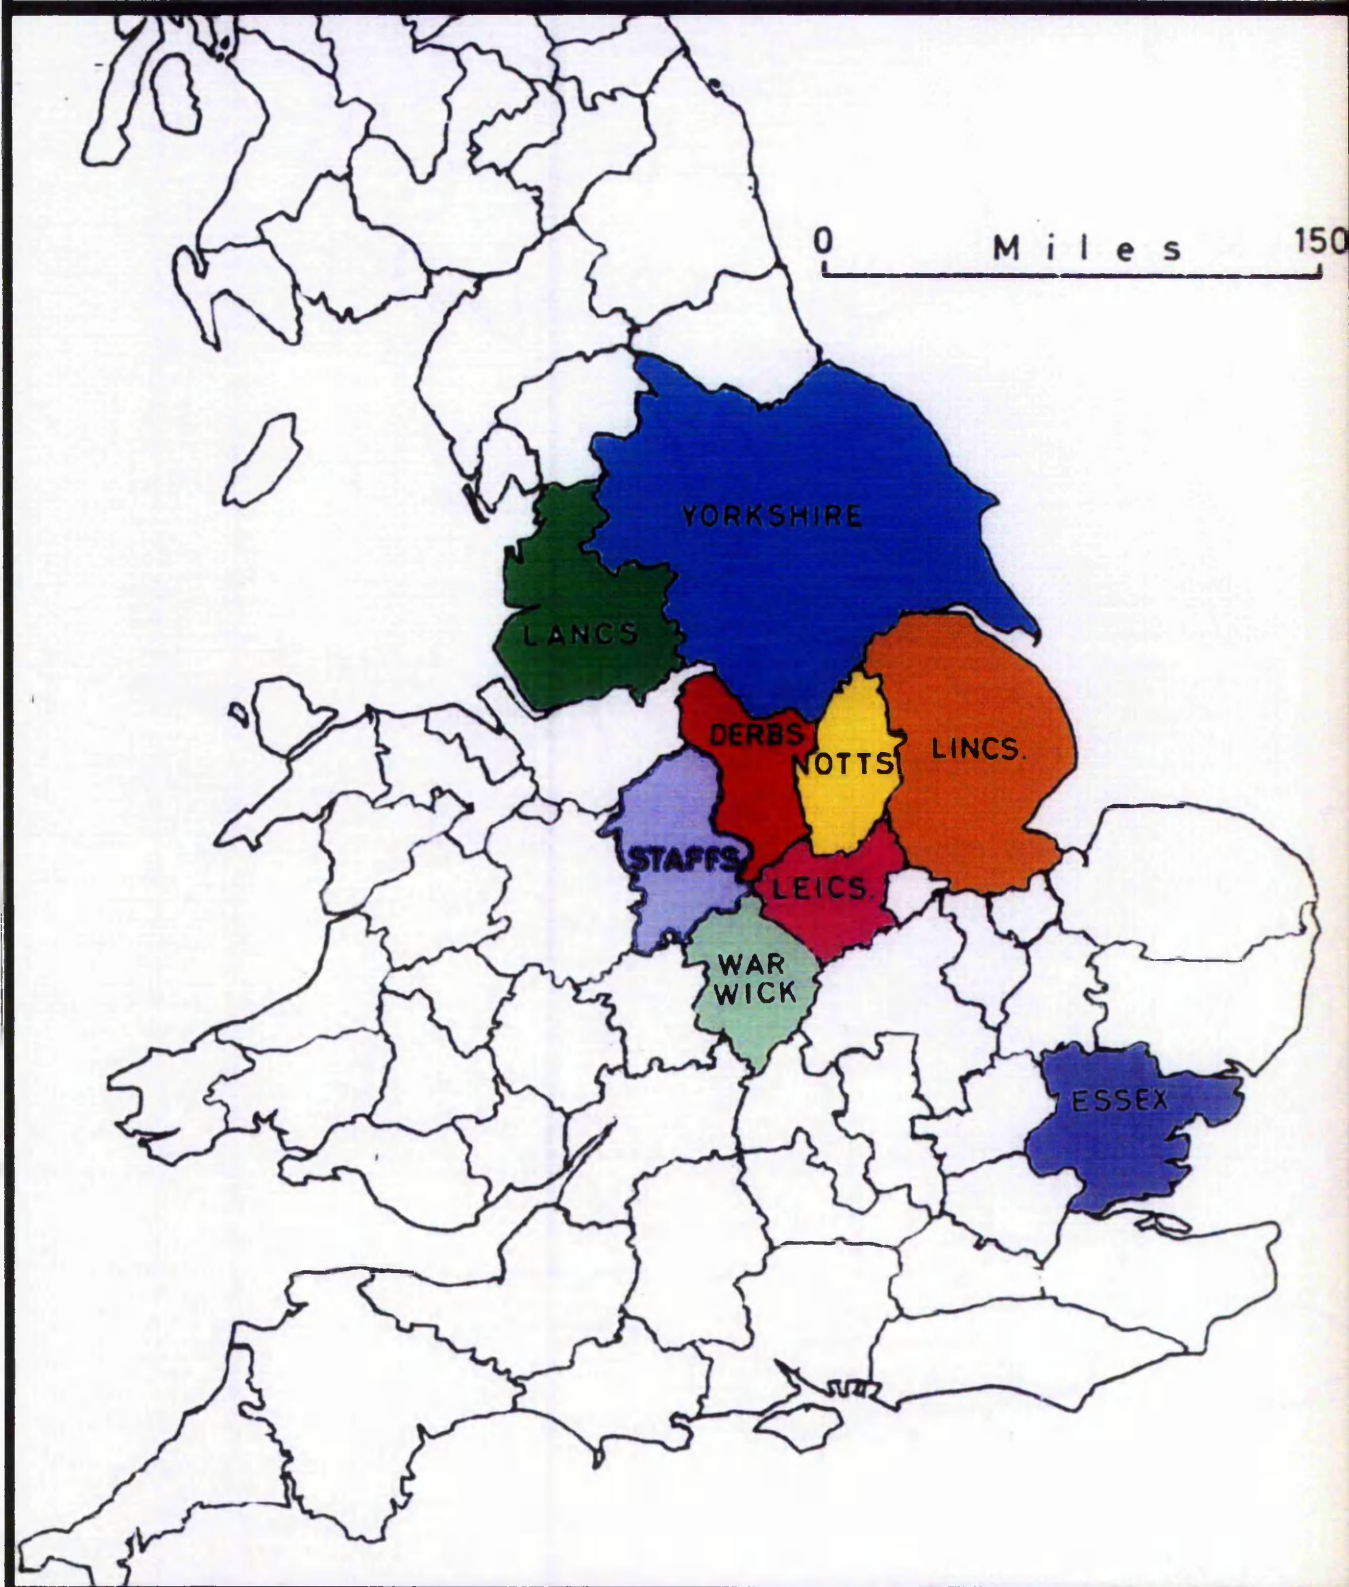 0 Miles 150
YORKSHIRE
LANCS
DERBS
NOTTS
LINCS.
STAFFS
LEICS.
WAR
WICK
ESSEX